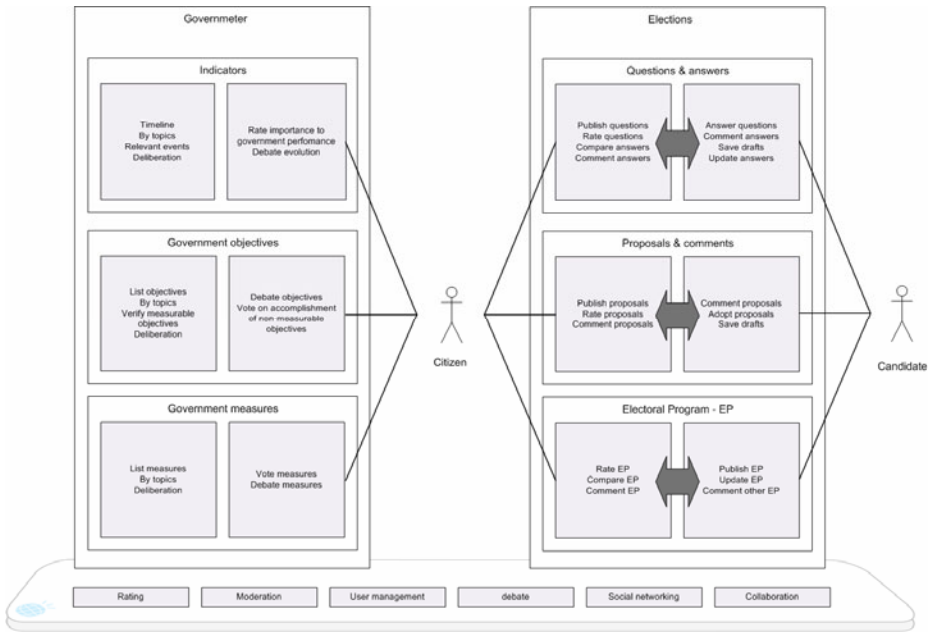 Governmeter
Indicators
Timeline
By topics
Relevant events
Deliberation
Rate importance to
government perfomance
Debate evolution
Government objectives
List objectives
By topics
Verify measurable
objectives
Deliberation
Debate objectives
Vote on accomplishment
of non measurable
objectives
Government measures
List measures
By topics
Deliberation
Vote measures
Debate measures
Citizen
Elections
Questions & answers
Publish questions
Rate questions
Compare answers
Comment answers
Answer questions
Comment answers
Save drafts
Update answers
Proposals & comments
Publish proposals
Rate proposals
Comment proposals
Comment proposals
Adopt proposals
Save drafts
Electoral Program - EP
Rate EP
Compare EP
Comment EP
Publish EP
Update EP
Comment other EP
Candidate
Rating
Moderation
User management
debate
Social networking
Collaboration